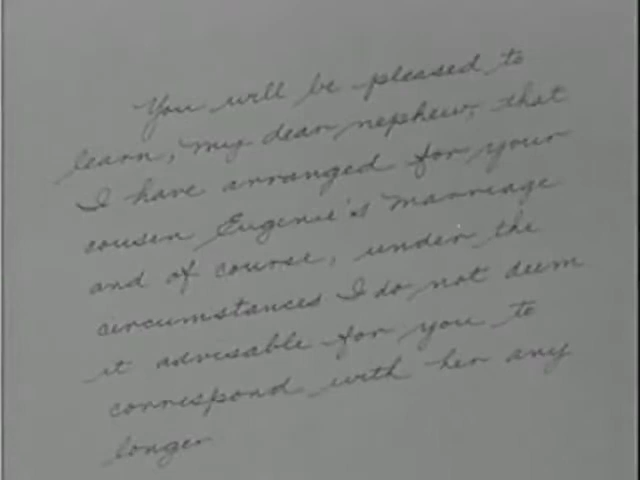 You will be pleased to
learn, my dear nephew, that
I have arranged for your
cousin Eugenie's marriage
and of course, under the
circumstances I do not deem
it advisable for you to
correspond with her any
longer